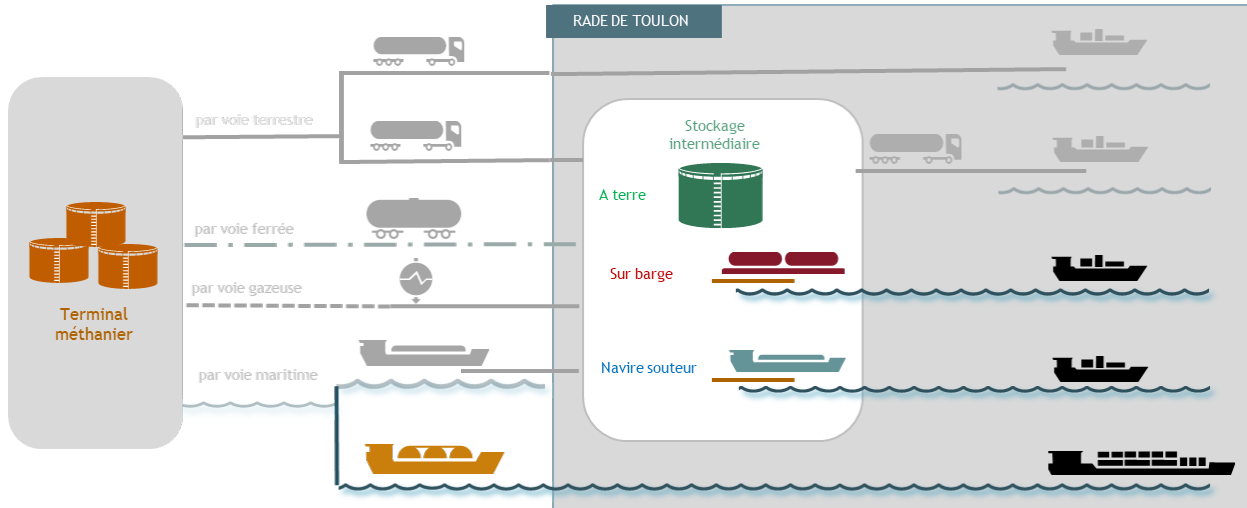 RADE DE TOULON
par voie terrestre
Stockage
intermédiaire
A terre
par voie ferrée
Sur barge
par voie gazeuse
Terminal
méthanier
Navire souteur
par voie maritime